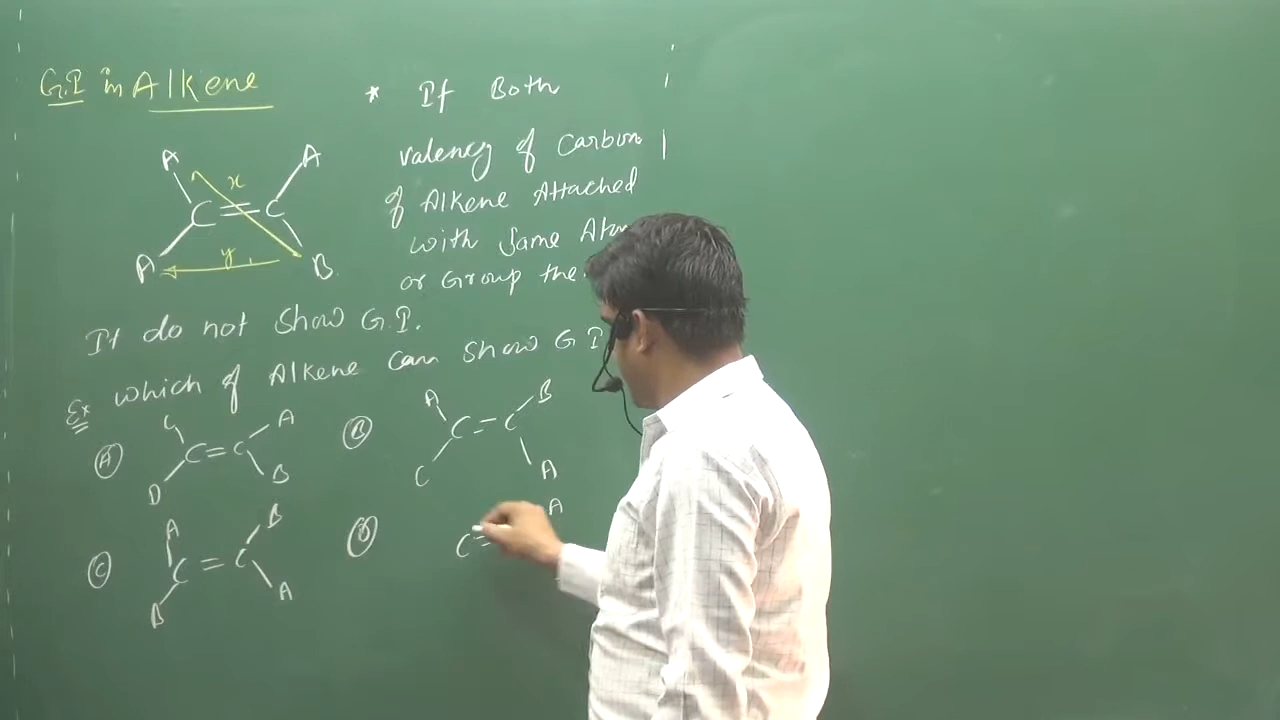 G.I in Alkene
A A
x
C = C
y
A B
* If Both
valency of Carbon
of Alkene Attached
with Same
or Group
It do not Show G.I.
Ex which of Alkene can show G I
(A) C A
C = C
D B
(B) A B
C = C
C A
(C) A B
C = C
B A
(D) A
C =